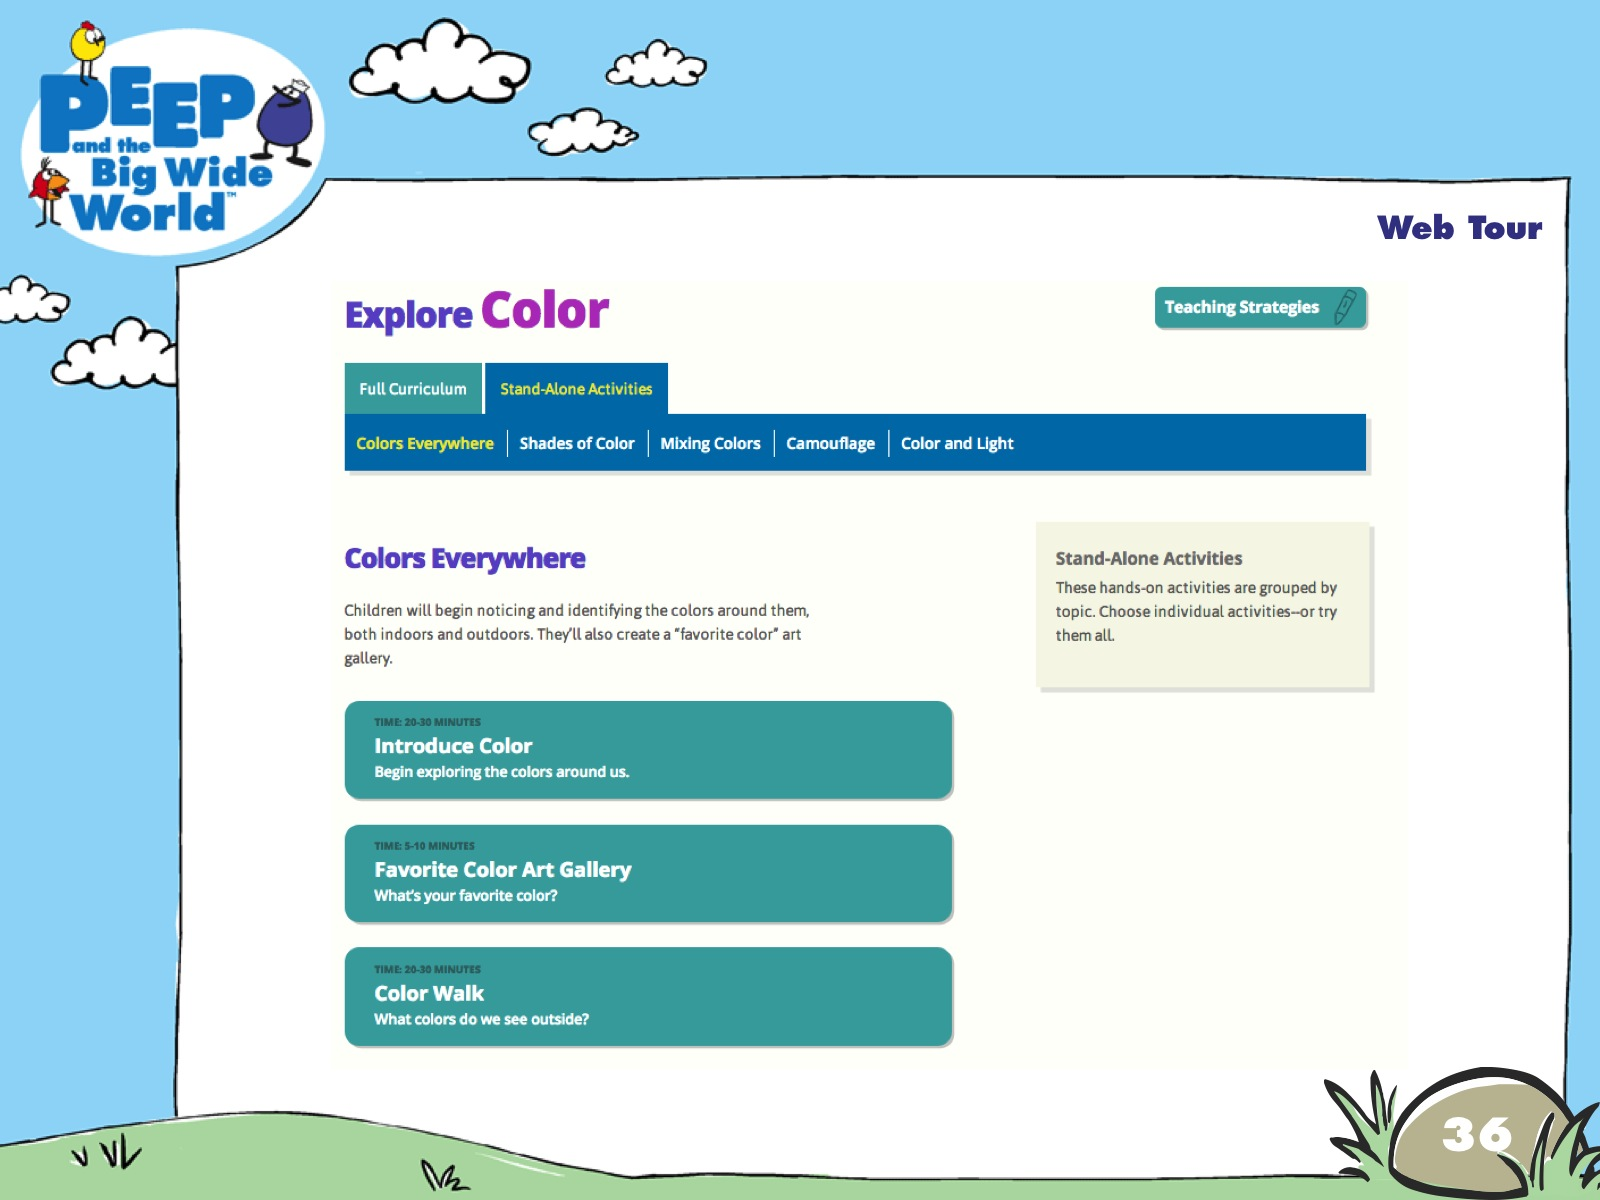 PEEP
and the
Big Wide
World™
Web Tour
Explore Color
Teaching Strategies
Full Curriculum
Stand-Alone Activities
Colors Everywhere
Shades of Color
Mixing Colors
Camouflage
Color and Light
Colors Everywhere
Children will begin noticing and identifying the colors around them,
both indoors and outdoors. They'll also create a "favorite color" art
gallery.
Stand-Alone Activities
These hands-on activities are grouped by
topic. Choose individual activities--or try
them all.
TIME: 20-30 MINUTES
Introduce Color
Begin exploring the colors around us.
TIME: 5-10 MINUTES
Favorite Color Art Gallery
What's your favorite color?
TIME: 20-30 MINUTES
Color Walk
What colors do we see outside?
36